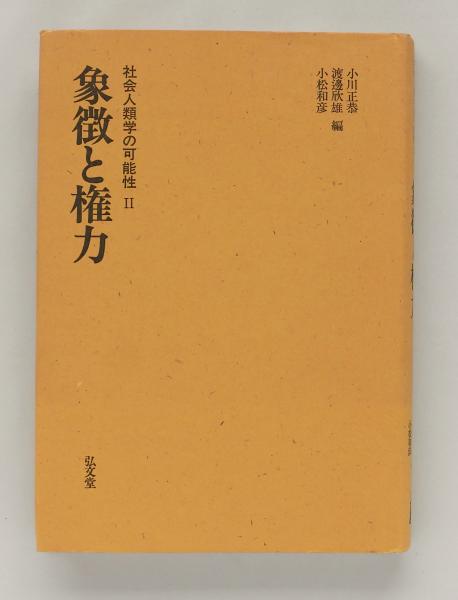 小川正恭
渡邊欣雄 編
小松和彦
社会人類学の可能性 II
象徴と権力
弘文堂